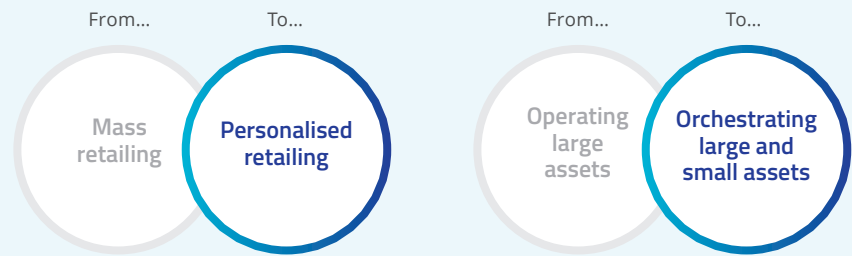 From...
To...
From...
To...
Mass
retailing
Personalised
retailing
Operating
large
assets
Orchestrating
large and
small assets